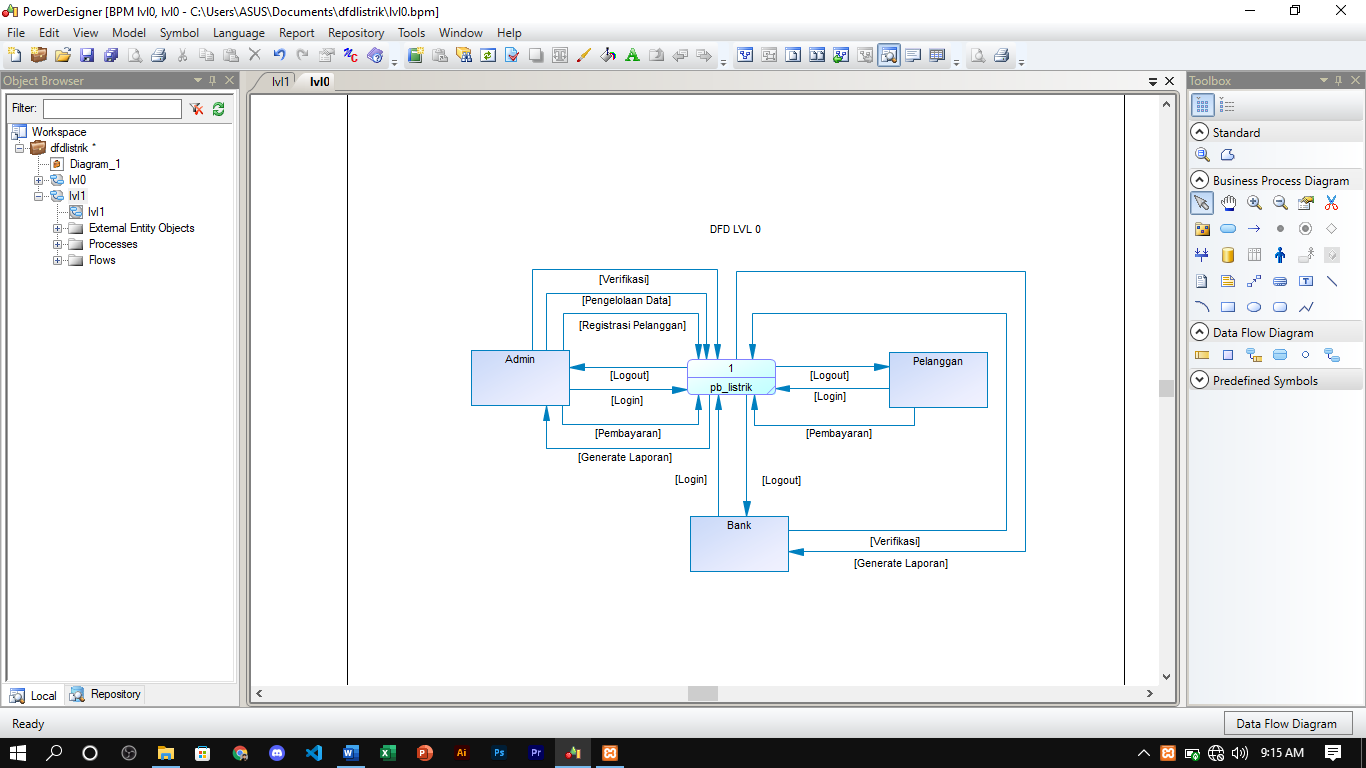 PowerDesigner [BPM lvl0, lvl0 - C:\Users\ASUS\Documents\dfdlistrik\lvl0.bpm]
File Edit View Model Symbol Language Report Repository Tools Window Help
Object Browser
Filter:
Workspace
dfdlistrik *
Diagram_1
lvl0
lvl1
lvl1
External Entity Objects
Processes
Flows
Local Repository
lvl1 lvl0
DFD LVL 0
[Verifikasi]
[Pengelolaan Data]
[Registrasi Pelanggan]
Admin
[Logout]
[Login]
[Pembayaran]
[Generate Laporan]
1
pb_listrik
Pelanggan
[Logout]
[Login]
[Pembayaran]
[Login]
[Logout]
Bank
[Verifikasi]
[Generate Laporan]
Toolbox
Standard
Business Process Diagram
Data Flow Diagram
Predefined Symbols
Ready
Data Flow Diagram
9:15 AM